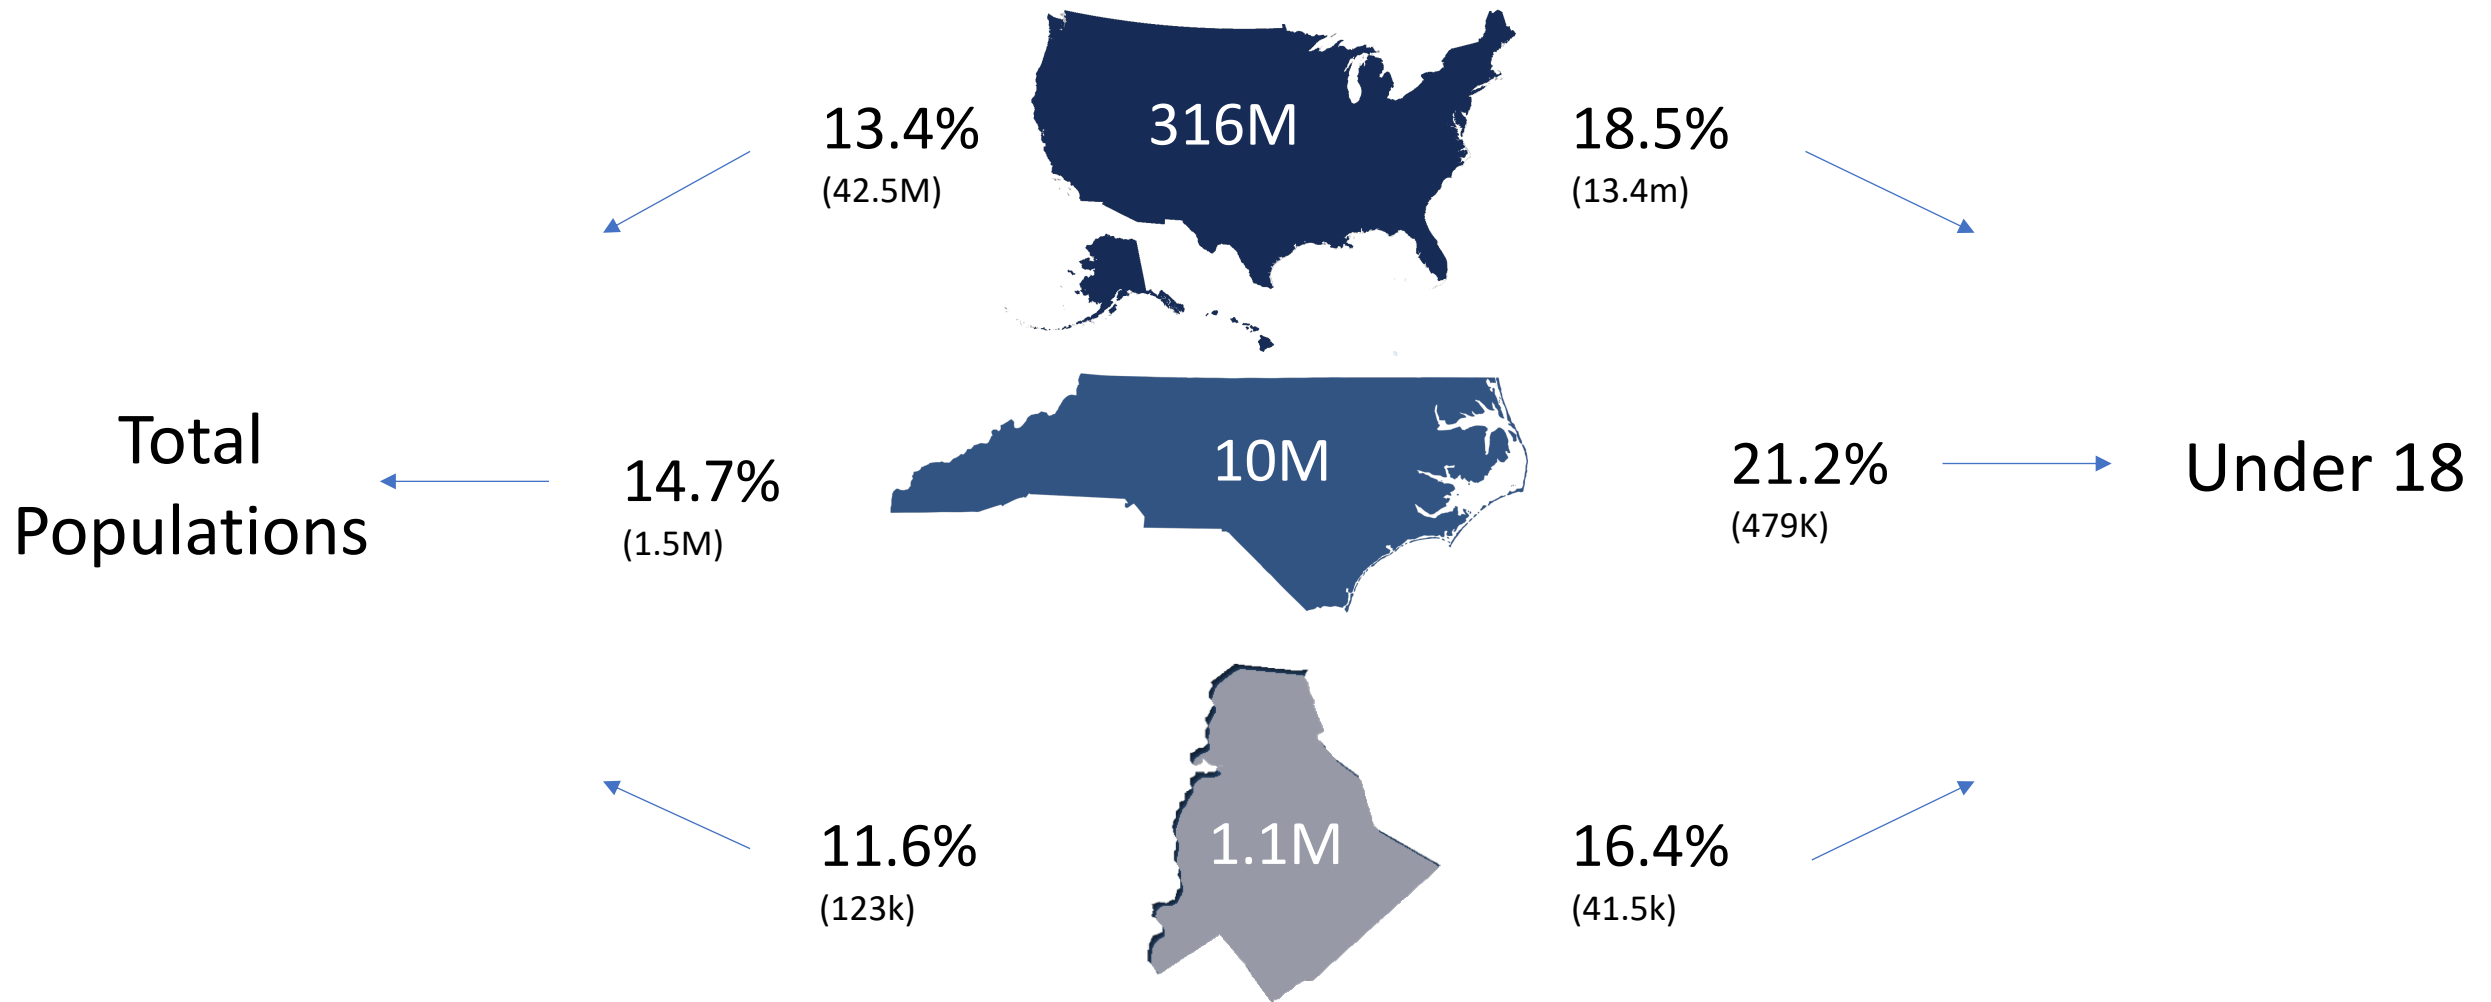 13.4%
(42.5M)
316M
18.5%
(13.4m)
Total
Populations
14.7%
(1.5M)
10M
21.2%
(479K)
Under 18
11.6%
(123k)
1.1M
16.4%
(41.5k)